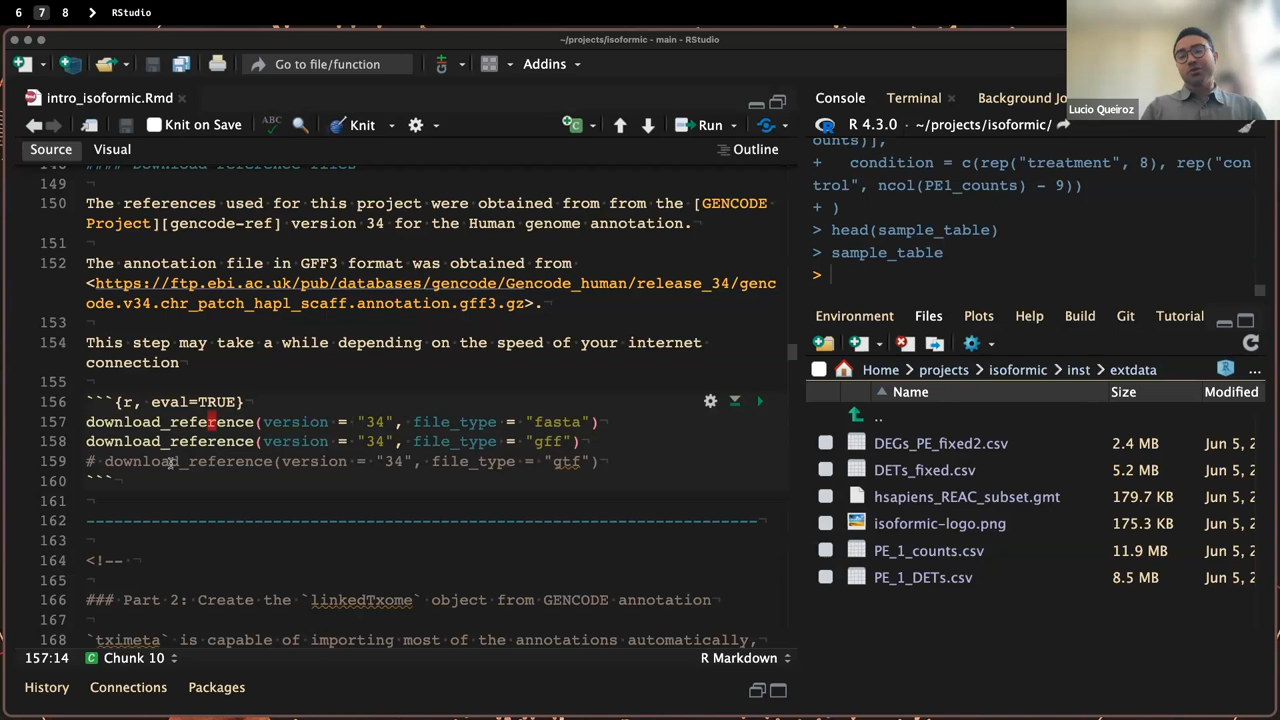 6 7 8 RStudio
~/projects/isoformic - main - RStudio
Go to file/function Addins
Lucio Queiroz
intro_isoformic.Rmd
Knit on Save ABC Knit Run
Source Visual Outline
149
150 The references used for this project were obtained from from the [GENCODE
Project][gencode-ref] version 34 for the Human genome annotation.
151
152 The annotation file in GFF3 format was obtained from
<https://ftp.ebi.ac.uk/pub/databases/gencode/Gencode_human/release_34/genc
ode.v34.chr_patch_hapl_scaff.annotation.gff3.gz>.
153
154 This step may take a while depending on the speed of your internet
connection
155
156 ```{r, eval=TRUE}
157 download_reference(version = "34", file_type = "fasta")
158 download_reference(version = "34", file_type = "gff")
159 # download_reference(version = "34", file_type = "gtf")
160 ```
161
162 -----------------------------------------------------------------------
163
164 <!--
165
166 ### Part 2: Create the `linkedTxome` object from GENCODE annotation
167
168 `tximeta` is capable of importing most of the annotations automatically,
157:14 Chunk 10 R Markdown
History Connections Packages
Console Terminal Background Jo
R 4.3.0 · ~/projects/isoformic/
ounts)],
+ condition = c(rep("treatment", 8), rep("con
trol", ncol(PE1_counts) - 9))
+ )
> head(sample_table)
> sample_table
>
Environment Files Plots Help Build Git Tutorial
Home projects isoformic inst extdata ...
Name Size
..
DEGs_PE_fixed2.csv 2.4 MB Jun 5, 2
DETs_fixed.csv 5.2 MB Jun 5, 2
hsapiens_REAC_subset.gmt 179.7 KB Jun 5, 2
isoformic-logo.png 175.3 KB Jun 5, 2
PE_1_counts.csv 11.9 MB Jun 5, 2
PE_1_DETs.csv 8.5 MB Jun 5, 2